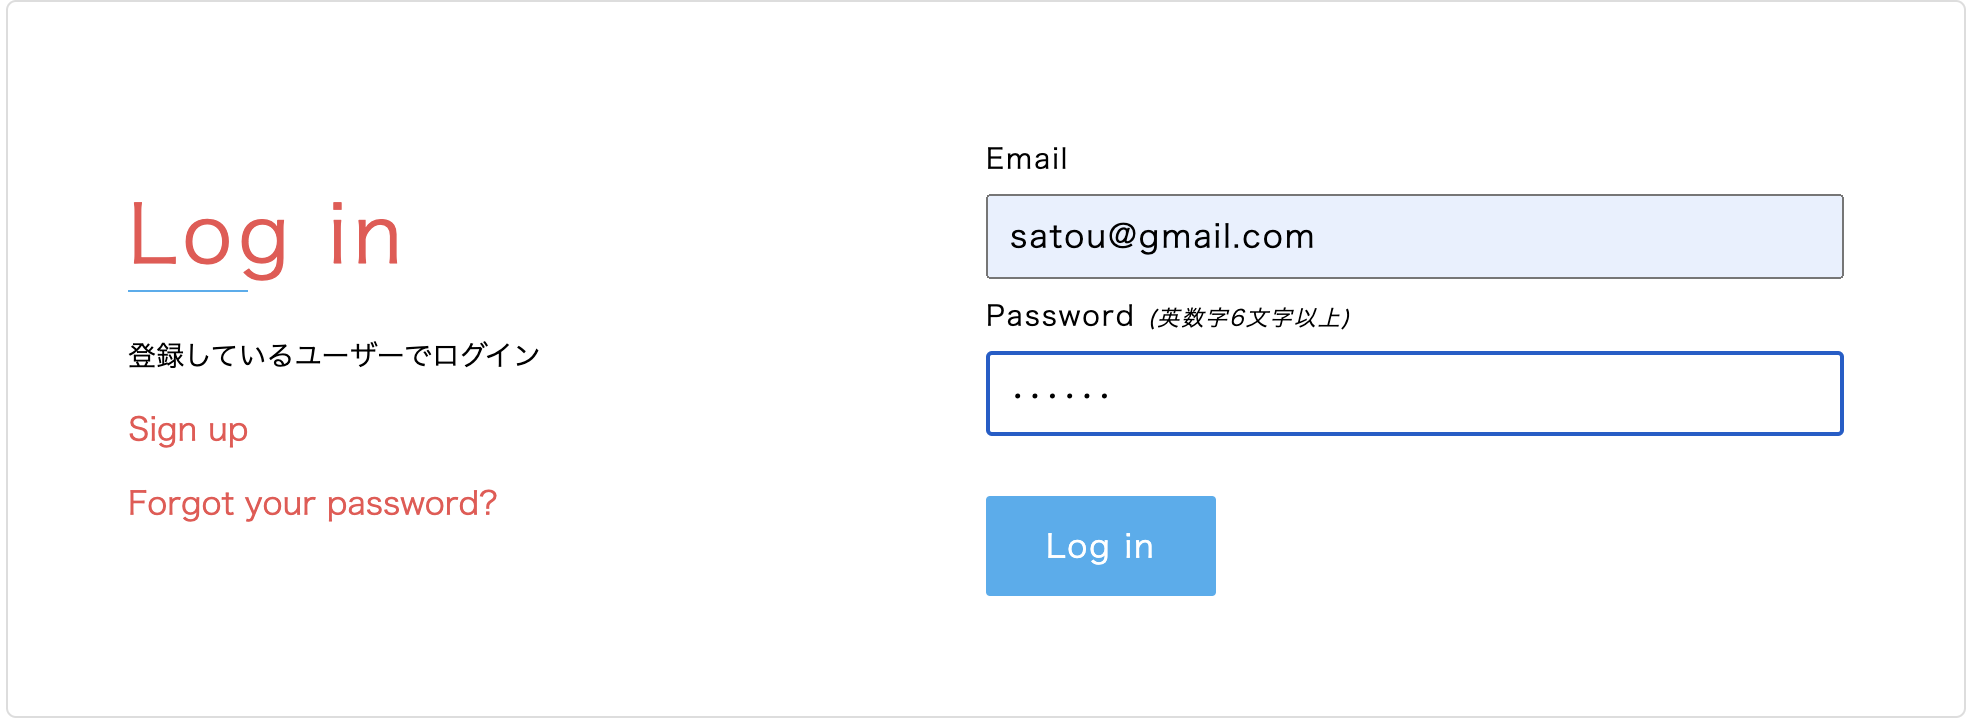 Log in
登録しているユーザーでログイン
Sign up
Forgot your password?
Email
satou@gmail.com
Password (英数字6文字以上)
······
Log in